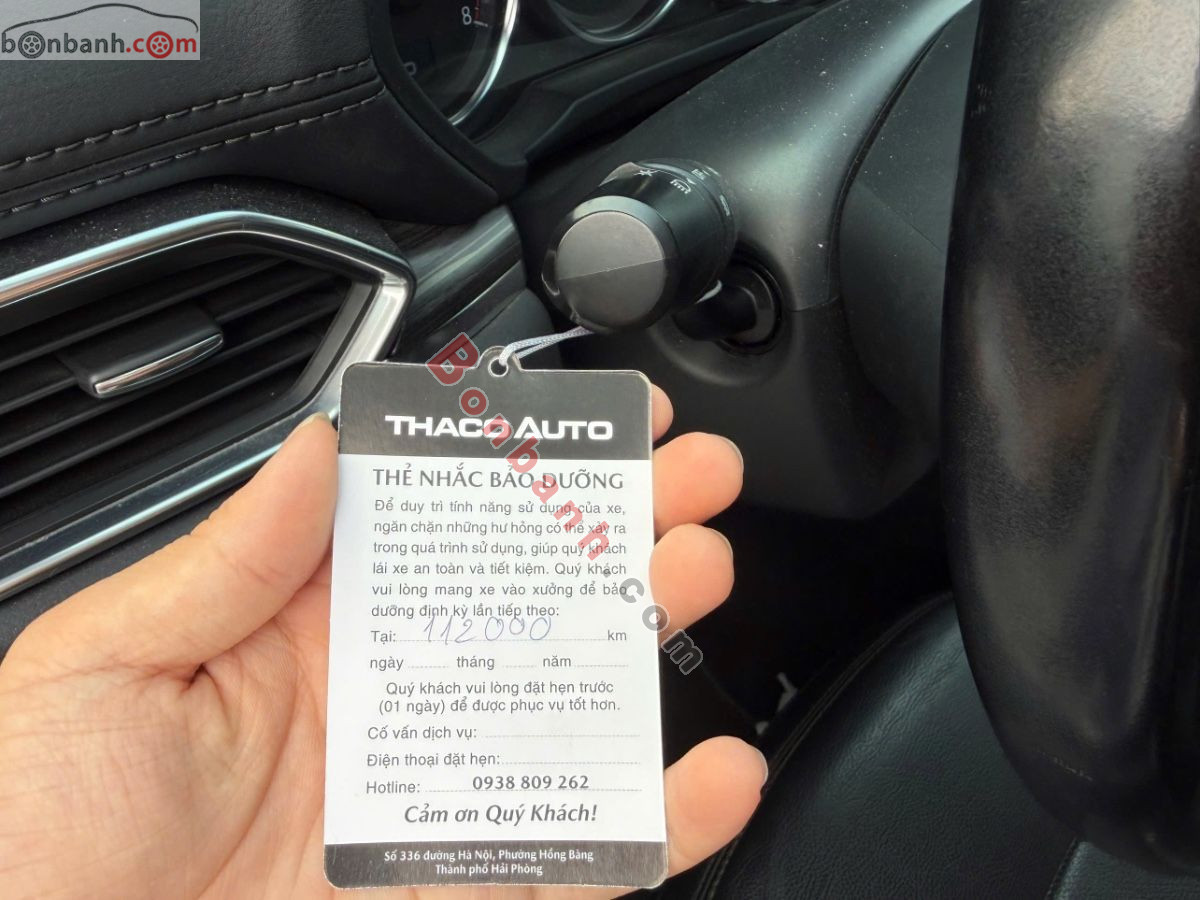 bonbanh.com
8
THACO AUTO
THẺ NHẮC BẢO DƯỠNG
Để duy trì tính năng sử dụng của xe,
ngăn chặn những hư hỏng có thể xảy ra
trong quá trình sử dụng, giúp quý khách
lái xe an toàn và tiết kiệm. Quý khách
vui lòng mang xe vào xưởng để bảo
dưỡng định kỳ lần tiếp theo:
Tại: 112000 km
ngày ........ tháng ........ năm ........
Quý khách vui lòng đặt hẹn trước
(01 ngày) để được phục vụ tốt hơn.
Cố vấn dịch vụ:
Điện thoại đặt hẹn:
Hotline: 0938 809 262
Cảm ơn Quý Khách!
Số 336 đường Hà Nội, Phường Hồng Bàng
Thành phố Hải Phòng
Bonbanh.com